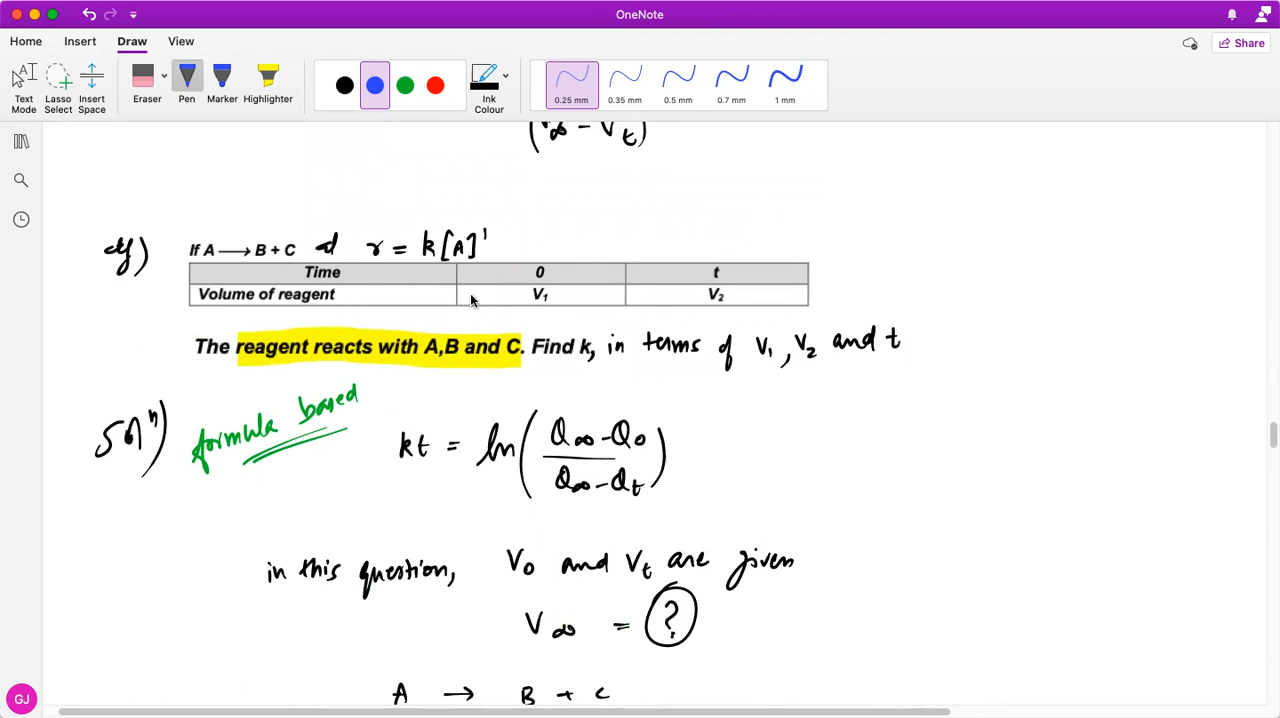 OneNote
Home Insert Draw View
Share
Text Mode
Lasso Select
Insert Space
Eraser
Pen
Marker
Highlighter
Ink Colour
0.25 mm 0.35 mm 0.5 mm 0.7 mm 1 mm
(V∞ - Vt)
If A ⟶ B + C at r = k[A]¹
Time 0 t
Volume of reagent V₁ V₂
The reagent reacts with A,B and C. Find k, in terms of V₁, V₂ and t
Solⁿ) formula based kt = ln(Q∞-Q₀ / Q∞-Qt)
in this question, V₀ and Vt are given
V∞ = ?
A → B + C
GJ